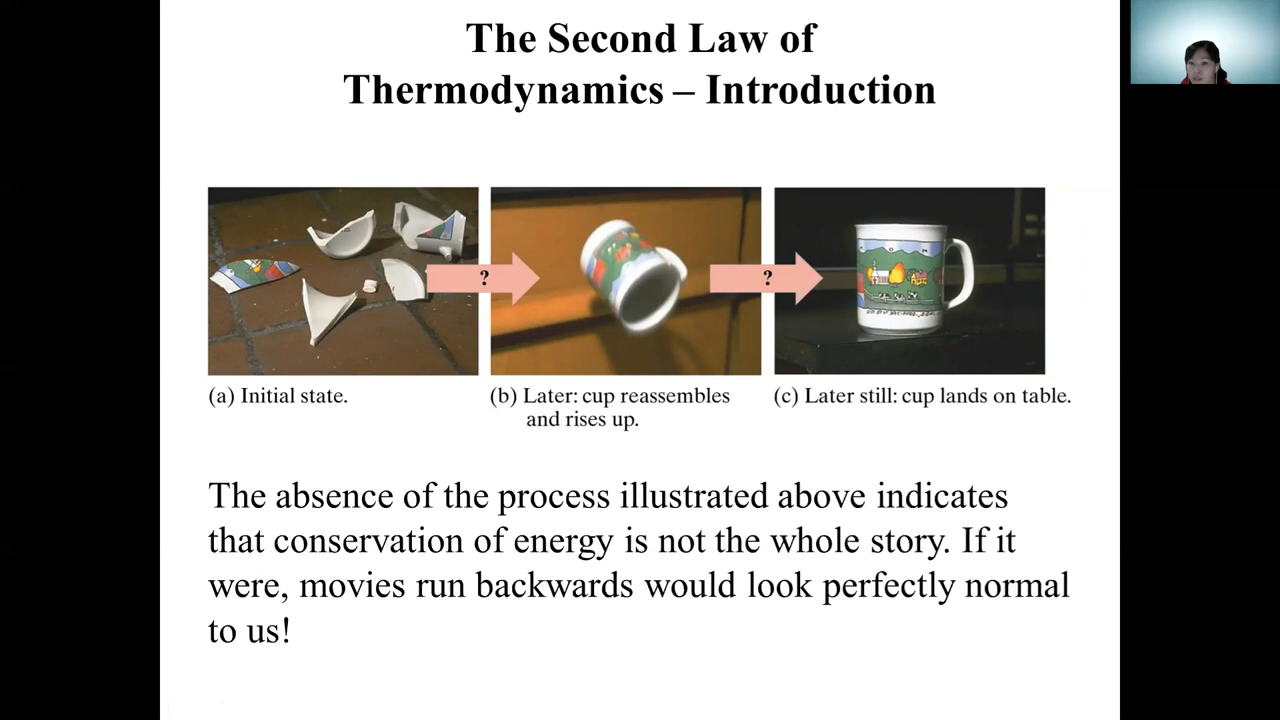 The Second Law of
Thermodynamics – Introduction
?
?
(a) Initial state.
(b) Later: cup reassembles
and rises up.
(c) Later still: cup lands on table.
The absence of the process illustrated above indicates
that conservation of energy is not the whole story. If it
were, movies run backwards would look perfectly normal
to us!